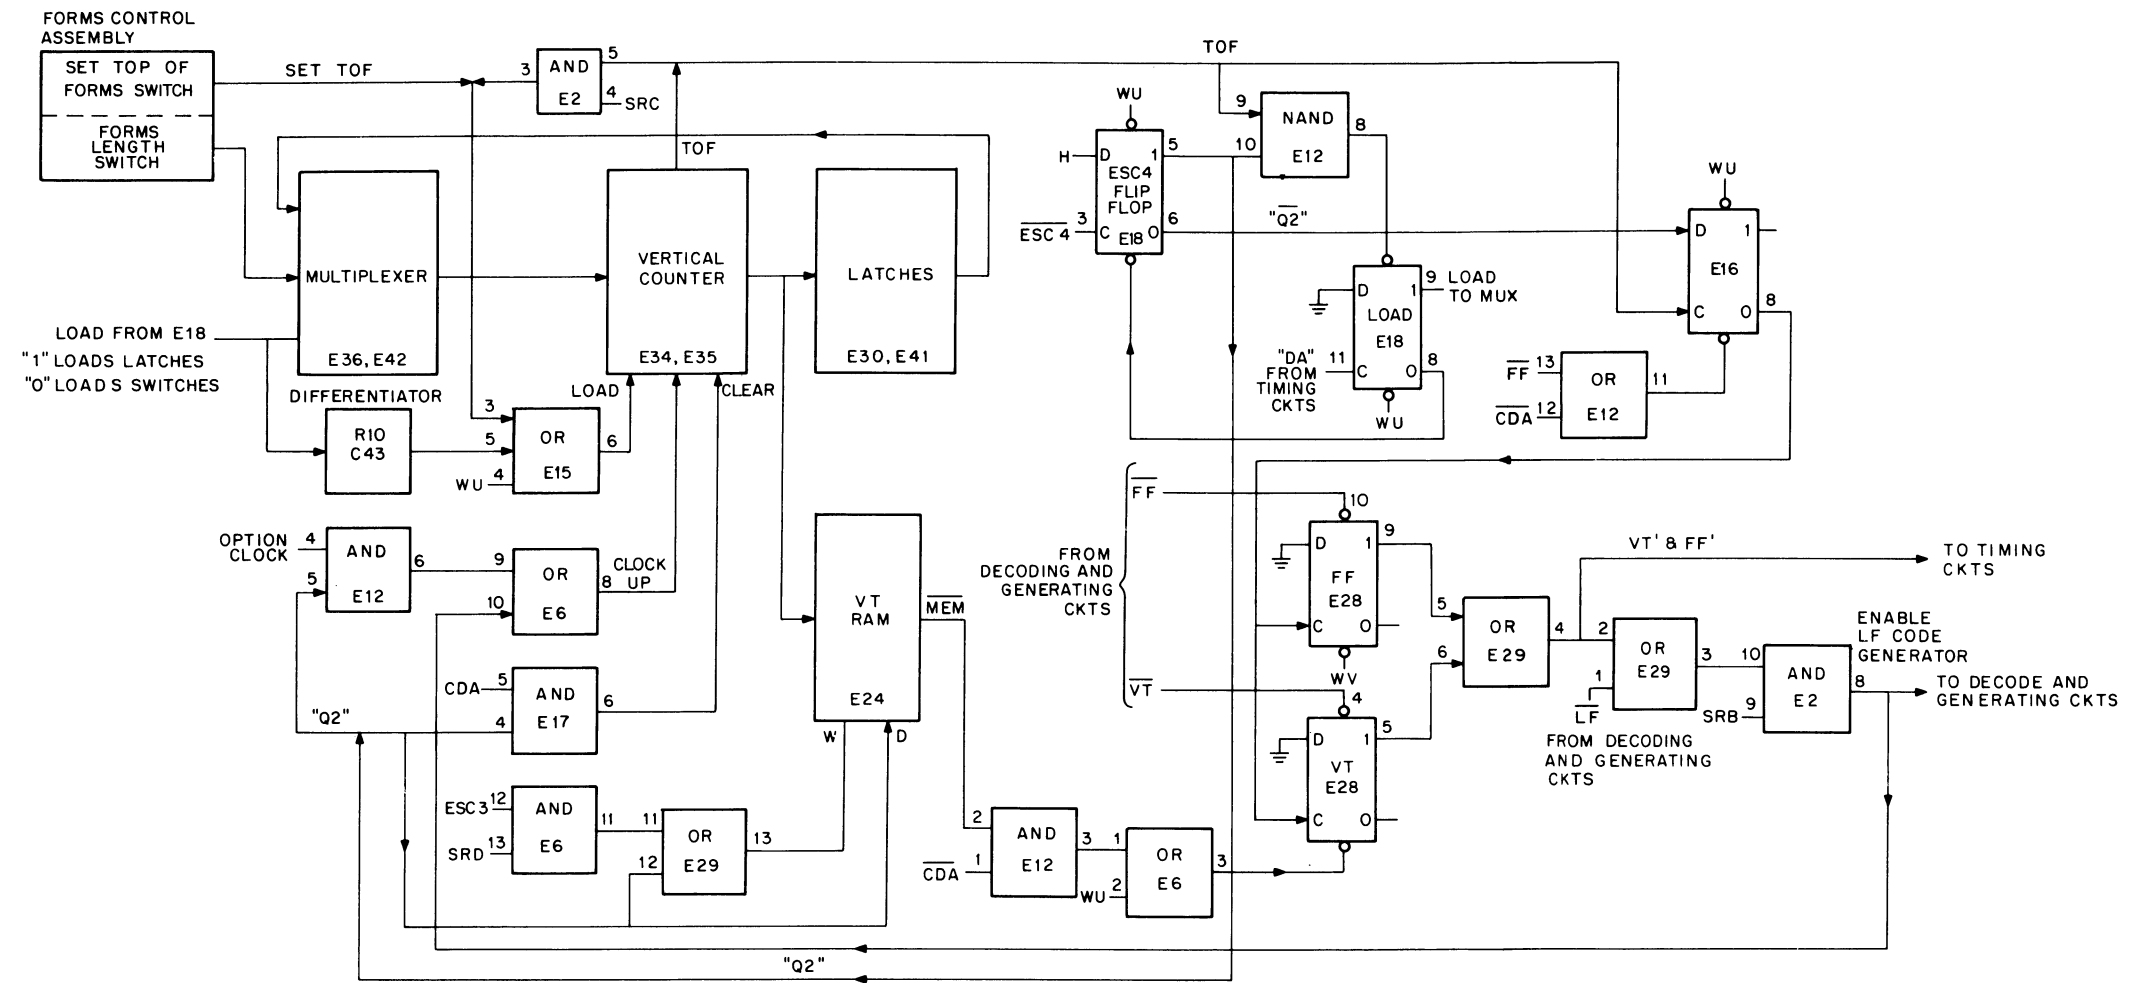 FORMS CONTROL
ASSEMBLY
SET TOP OF
FORMS SWITCH
FORMS
LENGTH
SWITCH
SET TOF
3
AND
E2
5
4
SRC
TOF
TOF
MULTIPLEXER
E36, E42
VERTICAL
COUNTER
E34, E35
LATCHES
E30, E41
LOAD FROM E18
"1" LOADS LATCHES
"0" LOADS SWITCHES
DIFFERENTIATOR
R10
C43
LOAD
CLEAR
3
5
WU 4
OR
E15
6
OPTION
CLOCK
4
5
AND
E12
6
9
10
OR
E6
8
CLOCK
UP
CDA 5
4
AND
E17
6
"Q2"
ESC3 12
SRD 13
AND
E6
11
11
12
OR
E29
13
VT
RAM
E24
W
D
M̅E̅M̅
2
C̅D̅A̅ 1
AND
E12
3
1
WU 2
OR
E6
3
"Q2"
WU
H
D
1
5
ESC4
FLIP
FLOP
E̅S̅C̅ 4̅
3
C
E18
0
6
9
10
NAND
E12
8
"Q̅2̅"
D
1
9
LOAD
TO MUX
LOAD
E18
"DA"
FROM
TIMING
CKTS
11
C
0
8
WU
WU
D
1
E16
C
0
8
F̅F̅ 13
C̅D̅A̅ 12
OR
E12
11
FROM
DECODING AND
GENERATING
CKTS
F̅F̅
10
D
1
9
FF
E28
C
0
WV
V̅T̅
4
D
1
5
VT
E28
C
0
5
6
OR
E29
4
VT' & FF'
TO TIMING
CKTS
2
1
L̅F̅
OR
E29
3
FROM DECODING
AND GENERATING
CKTS
10
SRB 9
AND
E2
8
ENABLE
LF CODE
GENERATOR
TO DECODE AND
GENERATING CKTS